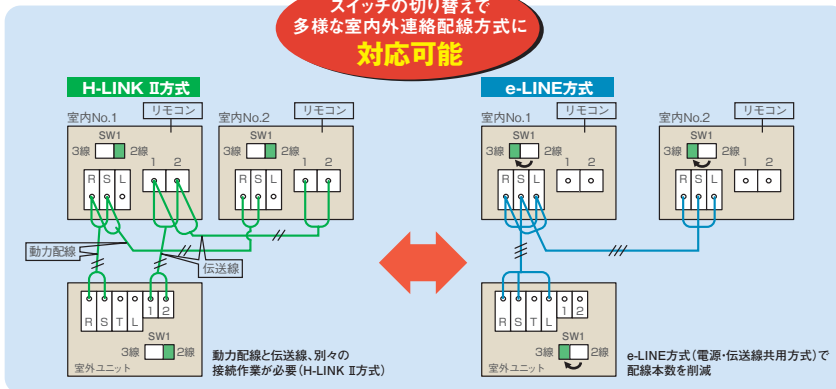 スイッチの切り替えで
多様な室内外連絡配線方式に
対応可能
H-LINK Ⅱ方式
室内No.1
リモコン
SW1
3線 2線
R S L
1 2
室内No.2
リモコン
SW1
3線 2線
R S L
1 2
動力配線
伝送線
R S T L
1 2
SW1
3線 2線
室外ユニット
動力配線と伝送線、別々の
接続作業が必要(H-LINK Ⅱ方式)
e-LINE方式
室内No.1
リモコン
SW1
3線 2線
R S L
1 2
室内No.2
リモコン
SW1
3線 2線
R S L
1 2
R S T L
1 2
SW1
3線 2線
室外ユニット
e-LINE方式(電源・伝送線共用方式)で
配線本数を削減